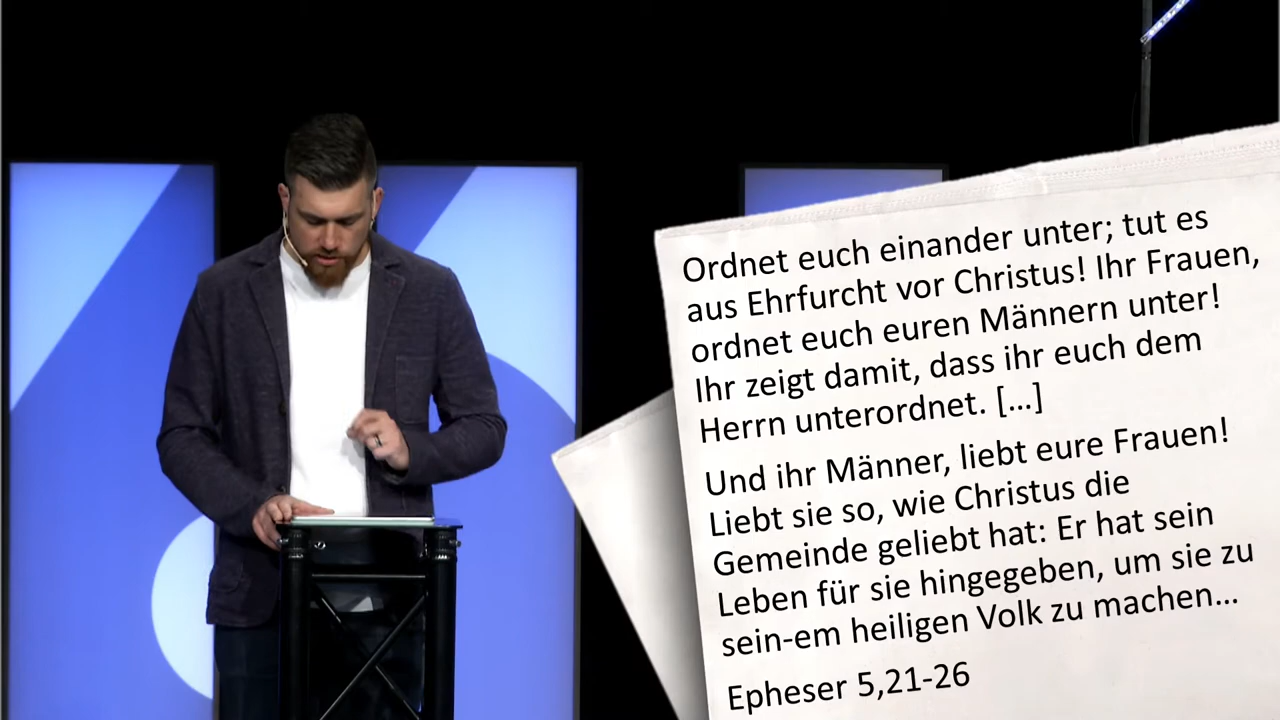 Ordnet euch einander unter; tut es
aus Ehrfurcht vor Christus! Ihr Frauen,
ordnet euch euren Männern unter!
Ihr zeigt damit, dass ihr euch dem
Herrn unterordnet. [...]
Und ihr Männer, liebt eure Frauen!
Liebt sie so, wie Christus die
Gemeinde geliebt hat: Er hat sein
Leben für sie hingegeben, um sie zu
sein-em heiligen Volk zu machen...
Epheser 5,21-26